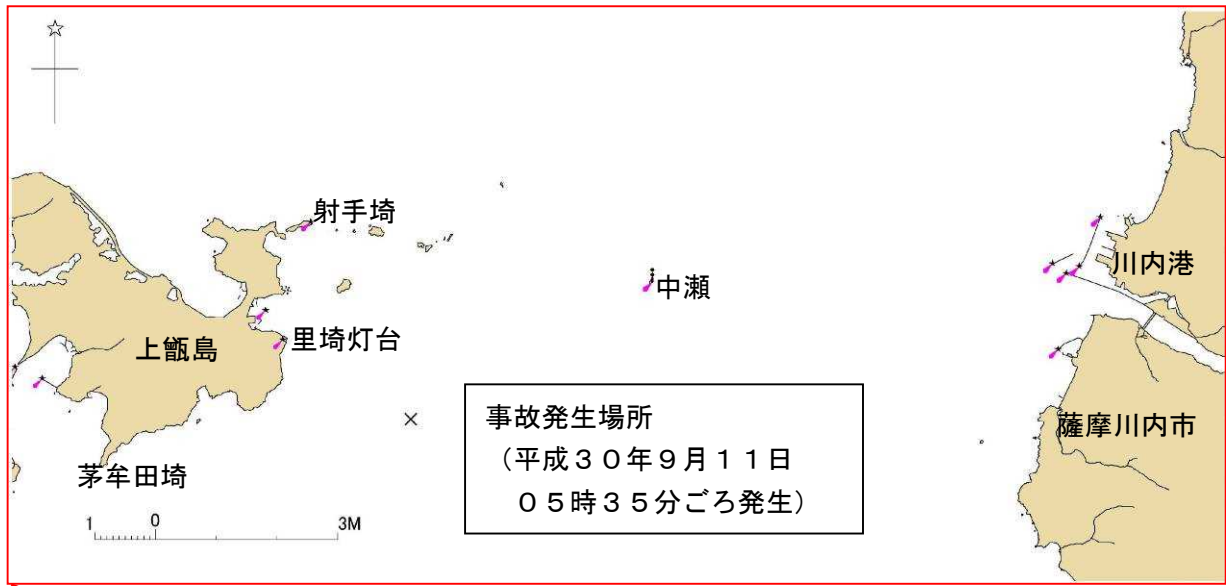 射手埼
中瀬
川内港
里埼灯台
上甑島
事故発生場所
（平成３０年９月１１日
０５時３５分ごろ発生）
薩摩川内市
茅牟田埼
1 0 3M